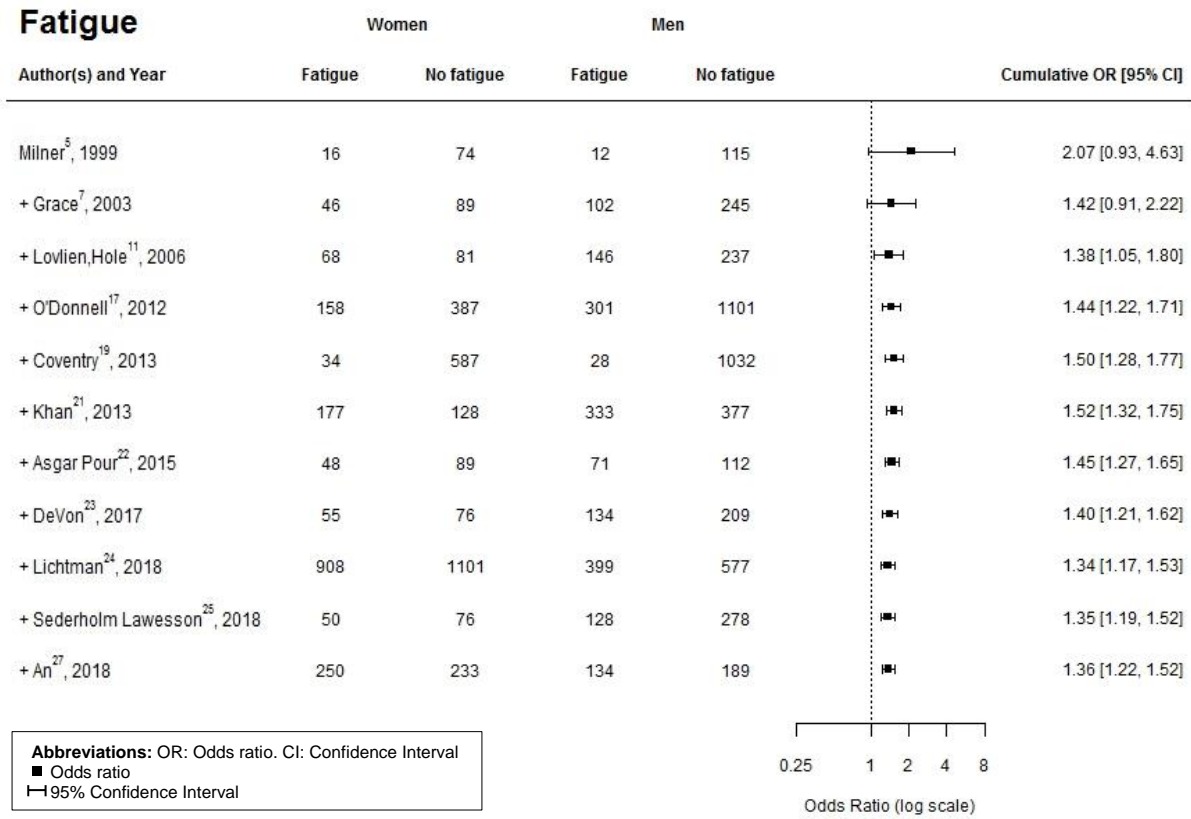 Fatigue Women Men
Author(s) and Year Fatigue No fatigue Fatigue No fatigue Cumulative OR [95% CI]
Milner5, 1999 16 74 12 115 2.07 [0.93, 4.63]
+ Grace7, 2003 46 89 102 245 1.42 [0.91, 2.22]
+ Lovlien,Hole11, 2006 68 81 146 237 1.38 [1.05, 1.80]
+ O'Donnell17, 2012 158 387 301 1101 1.44 [1.22, 1.71]
+ Coventry19, 2013 34 587 28 1032 1.50 [1.28, 1.77]
+ Khan21, 2013 177 128 333 377 1.52 [1.32, 1.75]
+ Asgar Pour22, 2015 48 89 71 112 1.45 [1.27, 1.65]
+ DeVon23, 2017 55 76 134 209 1.40 [1.21, 1.62]
+ Lichtman24, 2018 908 1101 399 577 1.34 [1.17, 1.53]
+ Sederholm Lawesson25, 2018 50 76 128 278 1.35 [1.19, 1.52]
+ An27, 2018 250 233 134 189 1.36 [1.22, 1.52]
0.25 1 2 4 8
Odds Ratio (log scale)
Abbreviations: OR: Odds ratio. CI: Confidence Interval
Odds ratio
95% Confidence Interval